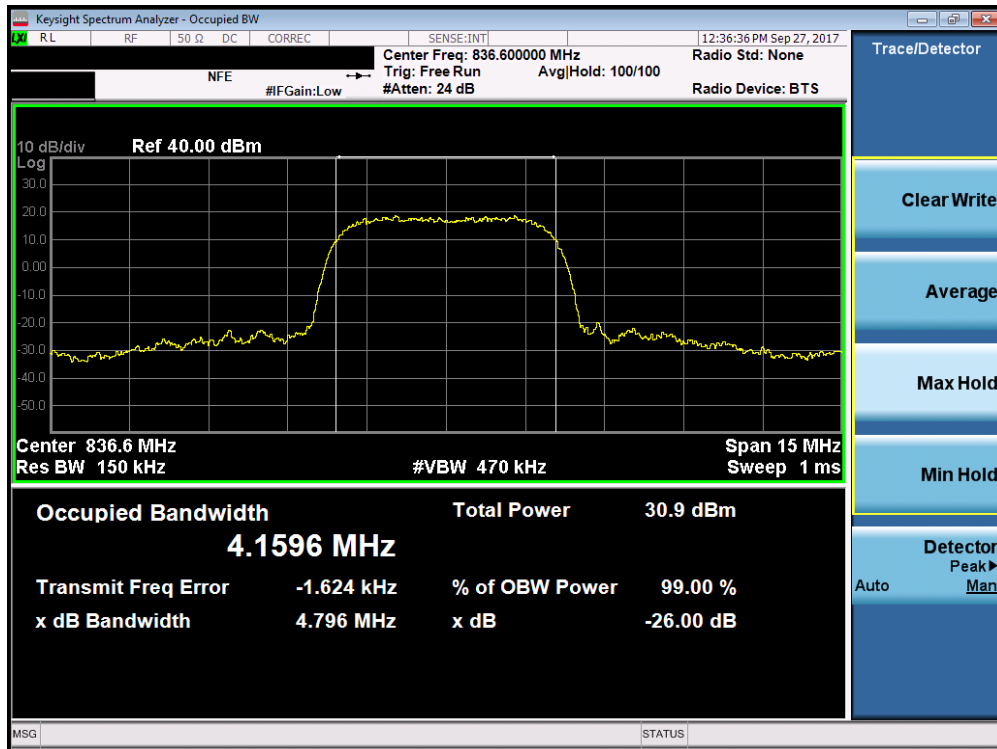 Keysight Spectrum Analyzer - Occupied BW
LXI RL RF 50 Ω DC CORREC SENSE:INT 12:36:36 PM Sep 27, 2017
Center Freq: 836.600000 MHz Radio Std: None
NFE Trig: Free Run Avg|Hold: 100/100
#IFGain:Low #Atten: 24 dB Radio Device: BTS
Trace/Detector
10 dB/div Ref 40.00 dBm
Log
30.0
20.0
10.0
0.00
-10.0
-20.0
-30.0
-40.0
-50.0
Center 836.6 MHz Span 15 MHz
Res BW 150 kHz #VBW 470 kHz Sweep 1 ms
Occupied Bandwidth Total Power 30.9 dBm
4.1596 MHz
Transmit Freq Error -1.624 kHz % of OBW Power 99.00 %
x dB Bandwidth 4.796 MHz x dB -26.00 dB
Clear Write
Average
Max Hold
Min Hold
Detector
Peak
Auto Man
MSG STATUS